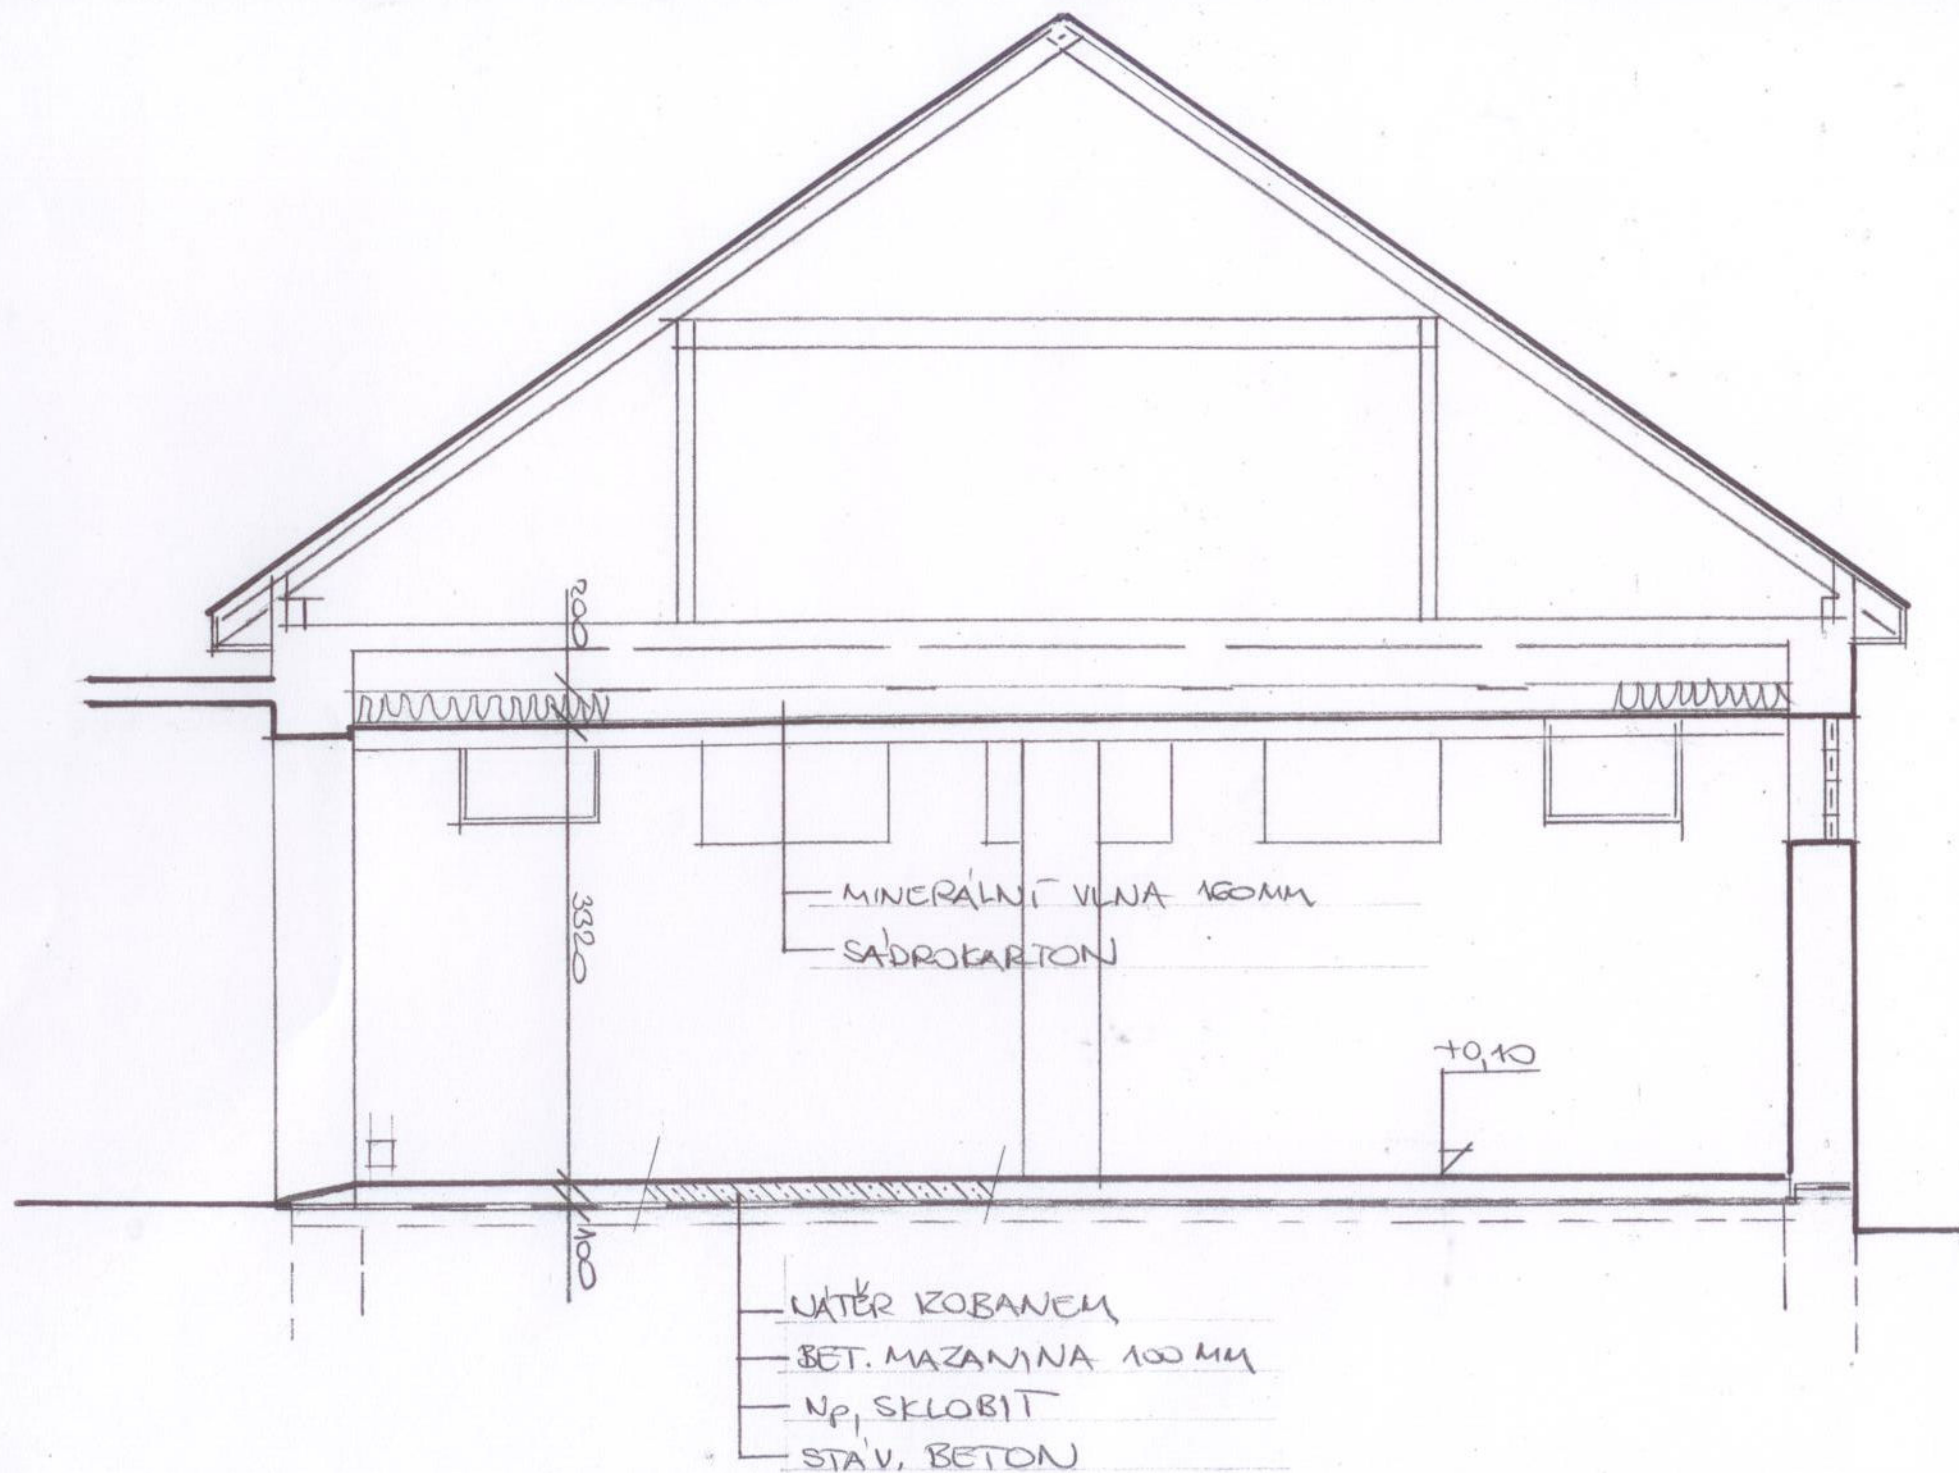 200
3320
MINERÁLNÍ VLNA 160MM
SÁDROKARTON
+0,10
100
NÁTĚR KOBANEM
BET. MAZANINA 100 MM
Np, SKLOBIT
STÁV. BETON